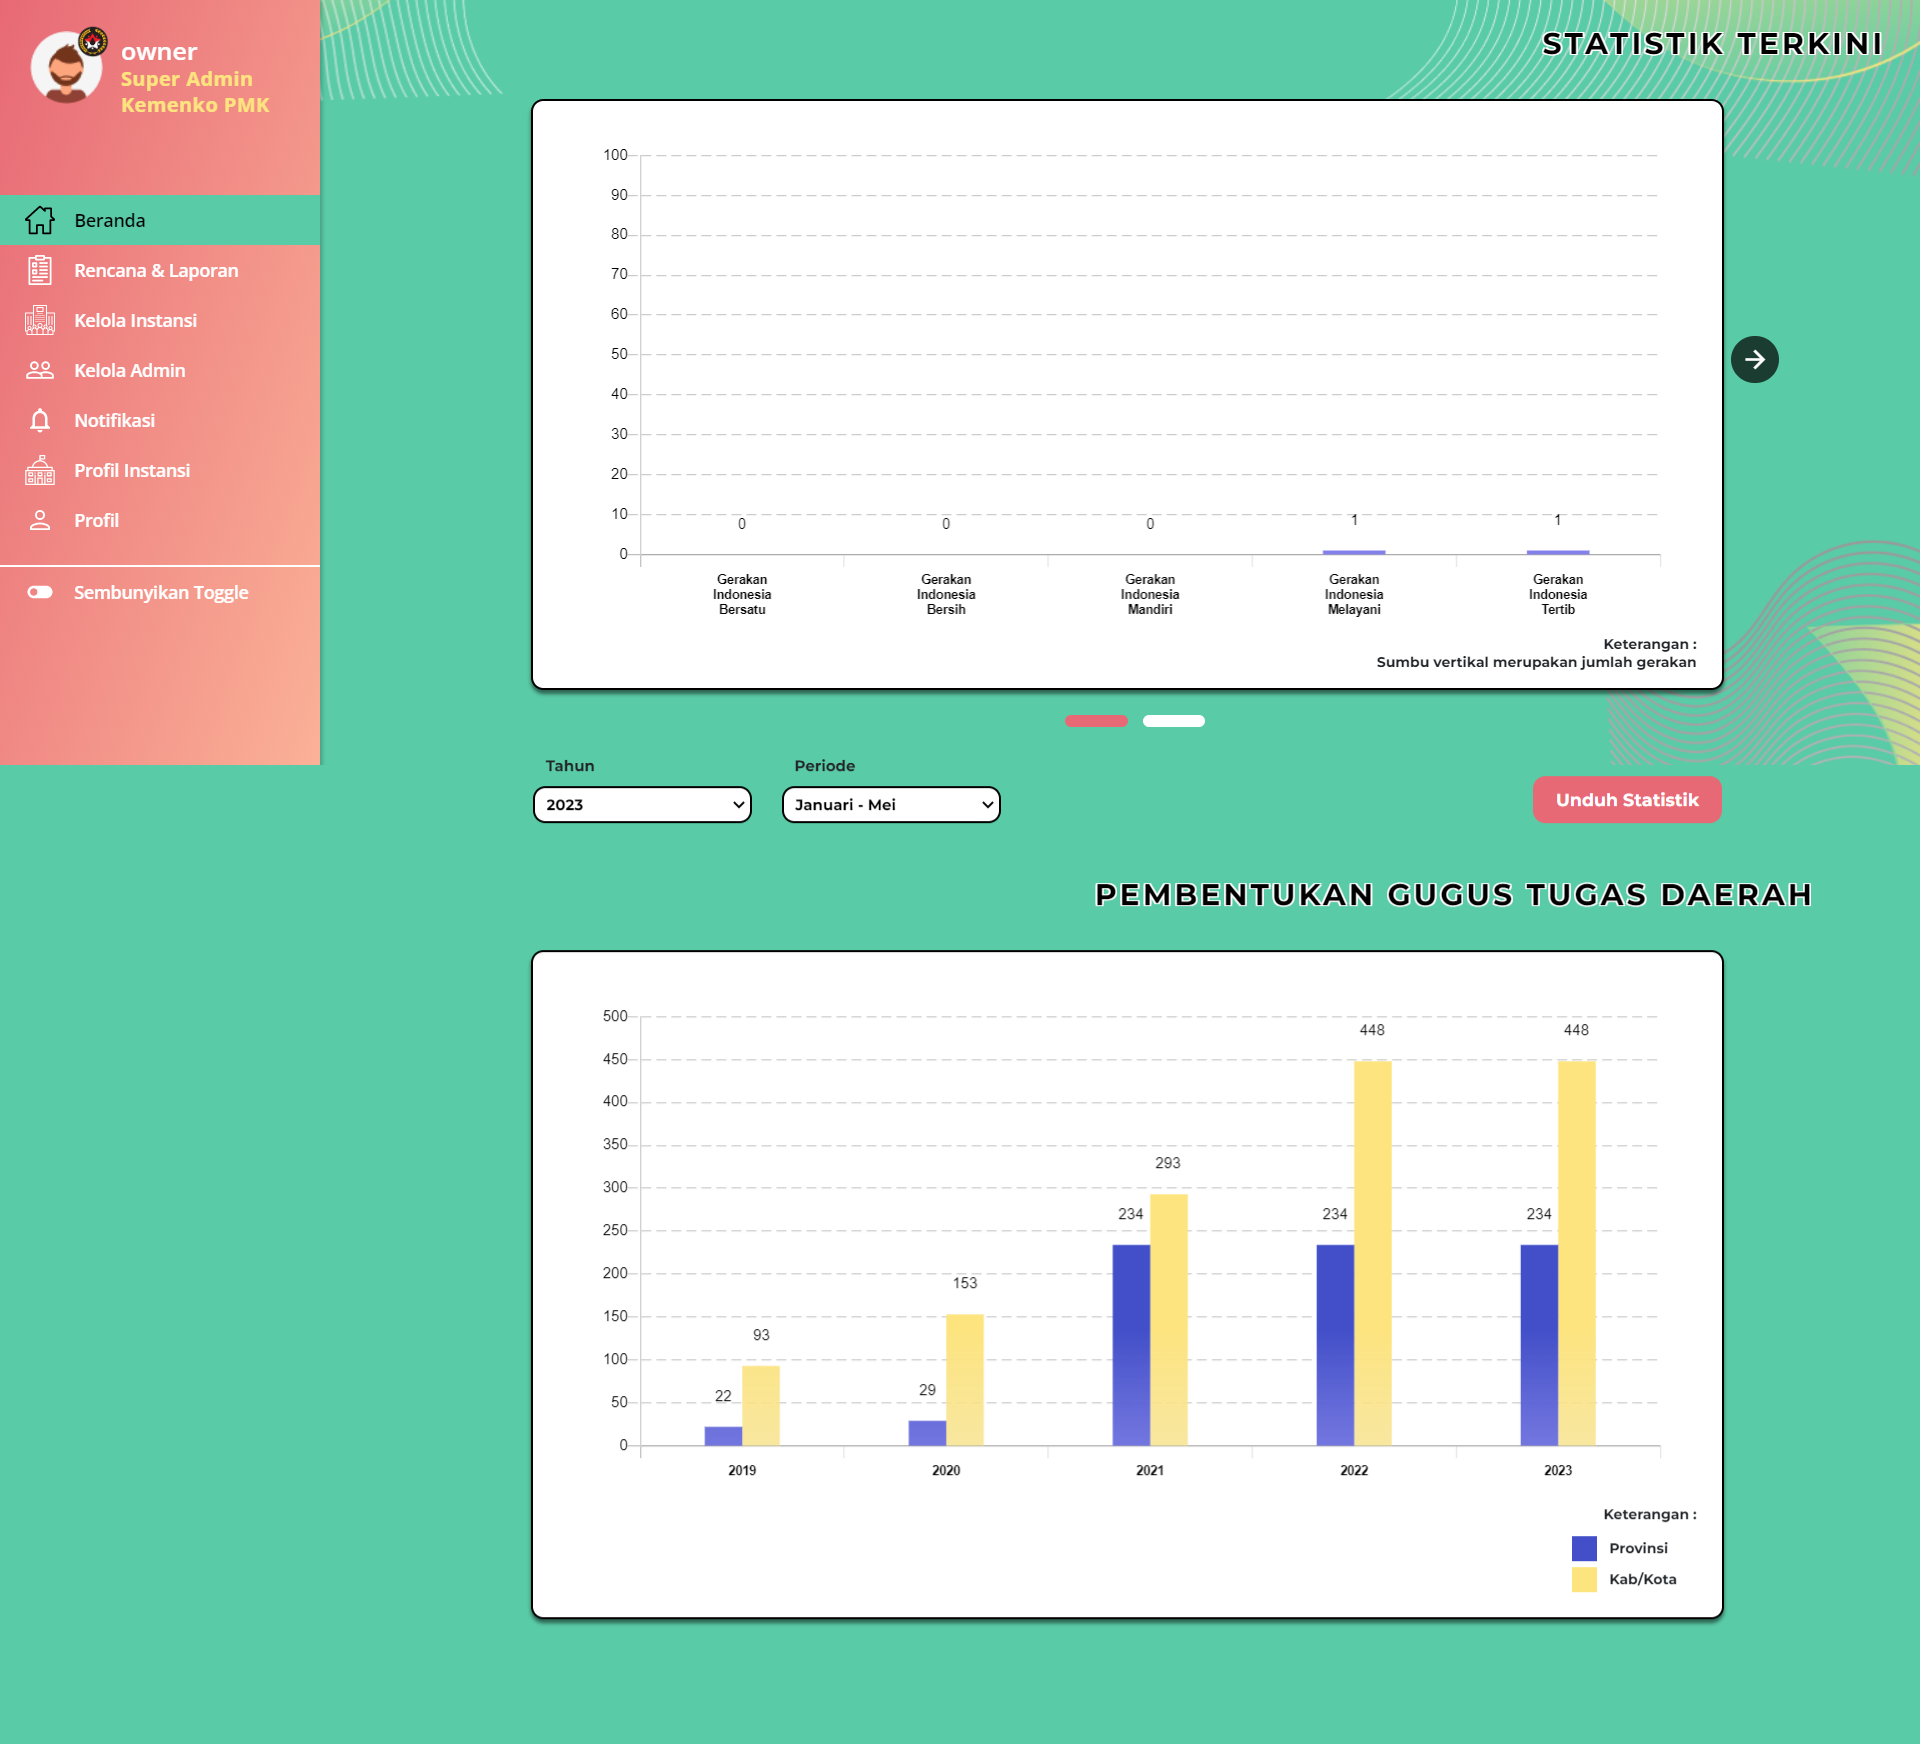 owner
Super Admin
Kemenko PMK
Beranda
Rencana & Laporan
Kelola Instansi
Kelola Admin
Notifikasi
Profil Instansi
Profil
Sembunyikan Toggle
STATISTIK TERKINI
100
90
80
70
60
50
40
30
20
10
0
0
0
0
1
1
Gerakan
Indonesia
Bersatu
Gerakan
Indonesia
Bersih
Gerakan
Indonesia
Mandiri
Gerakan
Indonesia
Melayani
Gerakan
Indonesia
Tertib
Keterangan :
Sumbu vertikal merupakan jumlah gerakan
Tahun
2023
Periode
Januari - Mei
Unduh Statistik
PEMBENTUKAN GUGUS TUGAS DAERAH
500
450
400
350
300
250
200
150
100
50
0
22
93
29
153
234
293
234
448
234
448
2019
2020
2021
2022
2023
Keterangan :
Provinsi
Kab/Kota